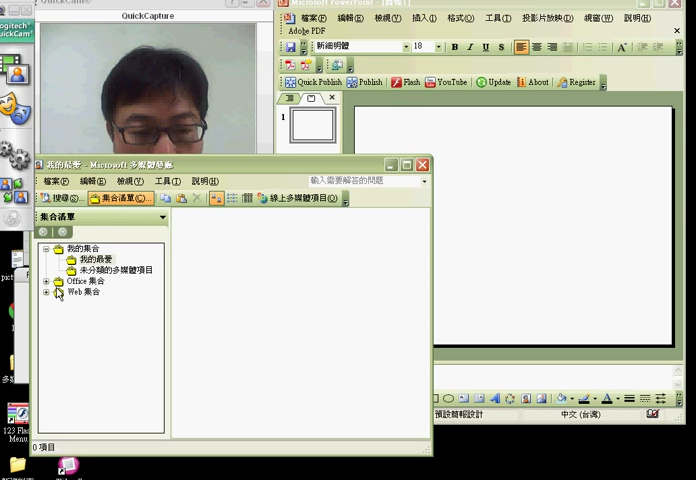 QuickCapture
檔案(F) 編輯(E) 檢視(V) 插入(I) 格式(O) 工具(T) 投影片放映(D) 視窗(W) 說明(H)
Adobe PDF
新細明體 18 B I U S
Quick Publish Publish Flash YouTube Update About Register
1
我的最愛 - Microsoft 多媒體藝廊
檔案(F) 編輯(E) 檢視(V) 工具(T) 說明(H) 輸入需要解答的問題
搜尋(S)... 集合清單(C)... 線上多媒體項目(O)
集合清單
我的集合
我的最愛
未分類的多媒體項目
Office 集合
Web 集合
預設簡報設計 中文 (台灣)
0 項目
123 Flash
Menu